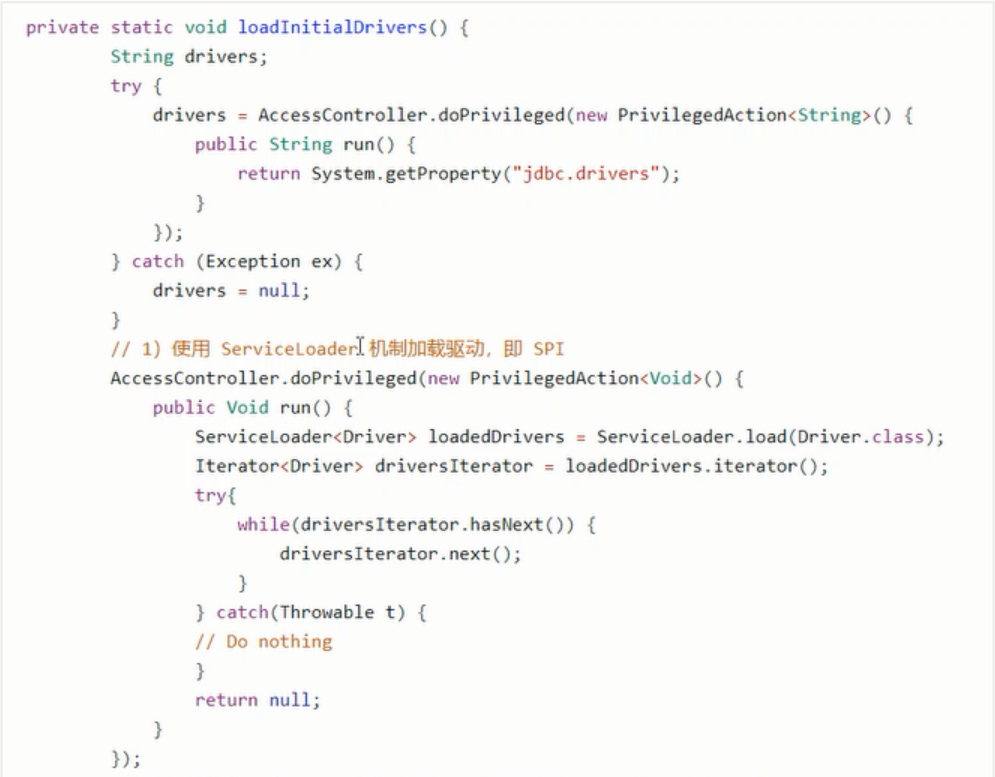 private static void loadInitialDrivers() {
        String drivers;
        try {
            drivers = AccessController.doPrivileged(new PrivilegedAction<String>() {
                public String run() {
                    return System.getProperty("jdbc.drivers");
                }
            });
        } catch (Exception ex) {
            drivers = null;
        }
        // 1) 使用 ServiceLoader 机制加载驱动，即 SPI
        AccessController.doPrivileged(new PrivilegedAction<Void>() {
            public Void run() {
                ServiceLoader<Driver> loadedDrivers = ServiceLoader.load(Driver.class);
                Iterator<Driver> driversIterator = loadedDrivers.iterator();
                try{
                    while(driversIterator.hasNext()) {
                        driversIterator.next();
                    }
                } catch(Throwable t) {
                // Do nothing
                }
                return null;
            }
        });